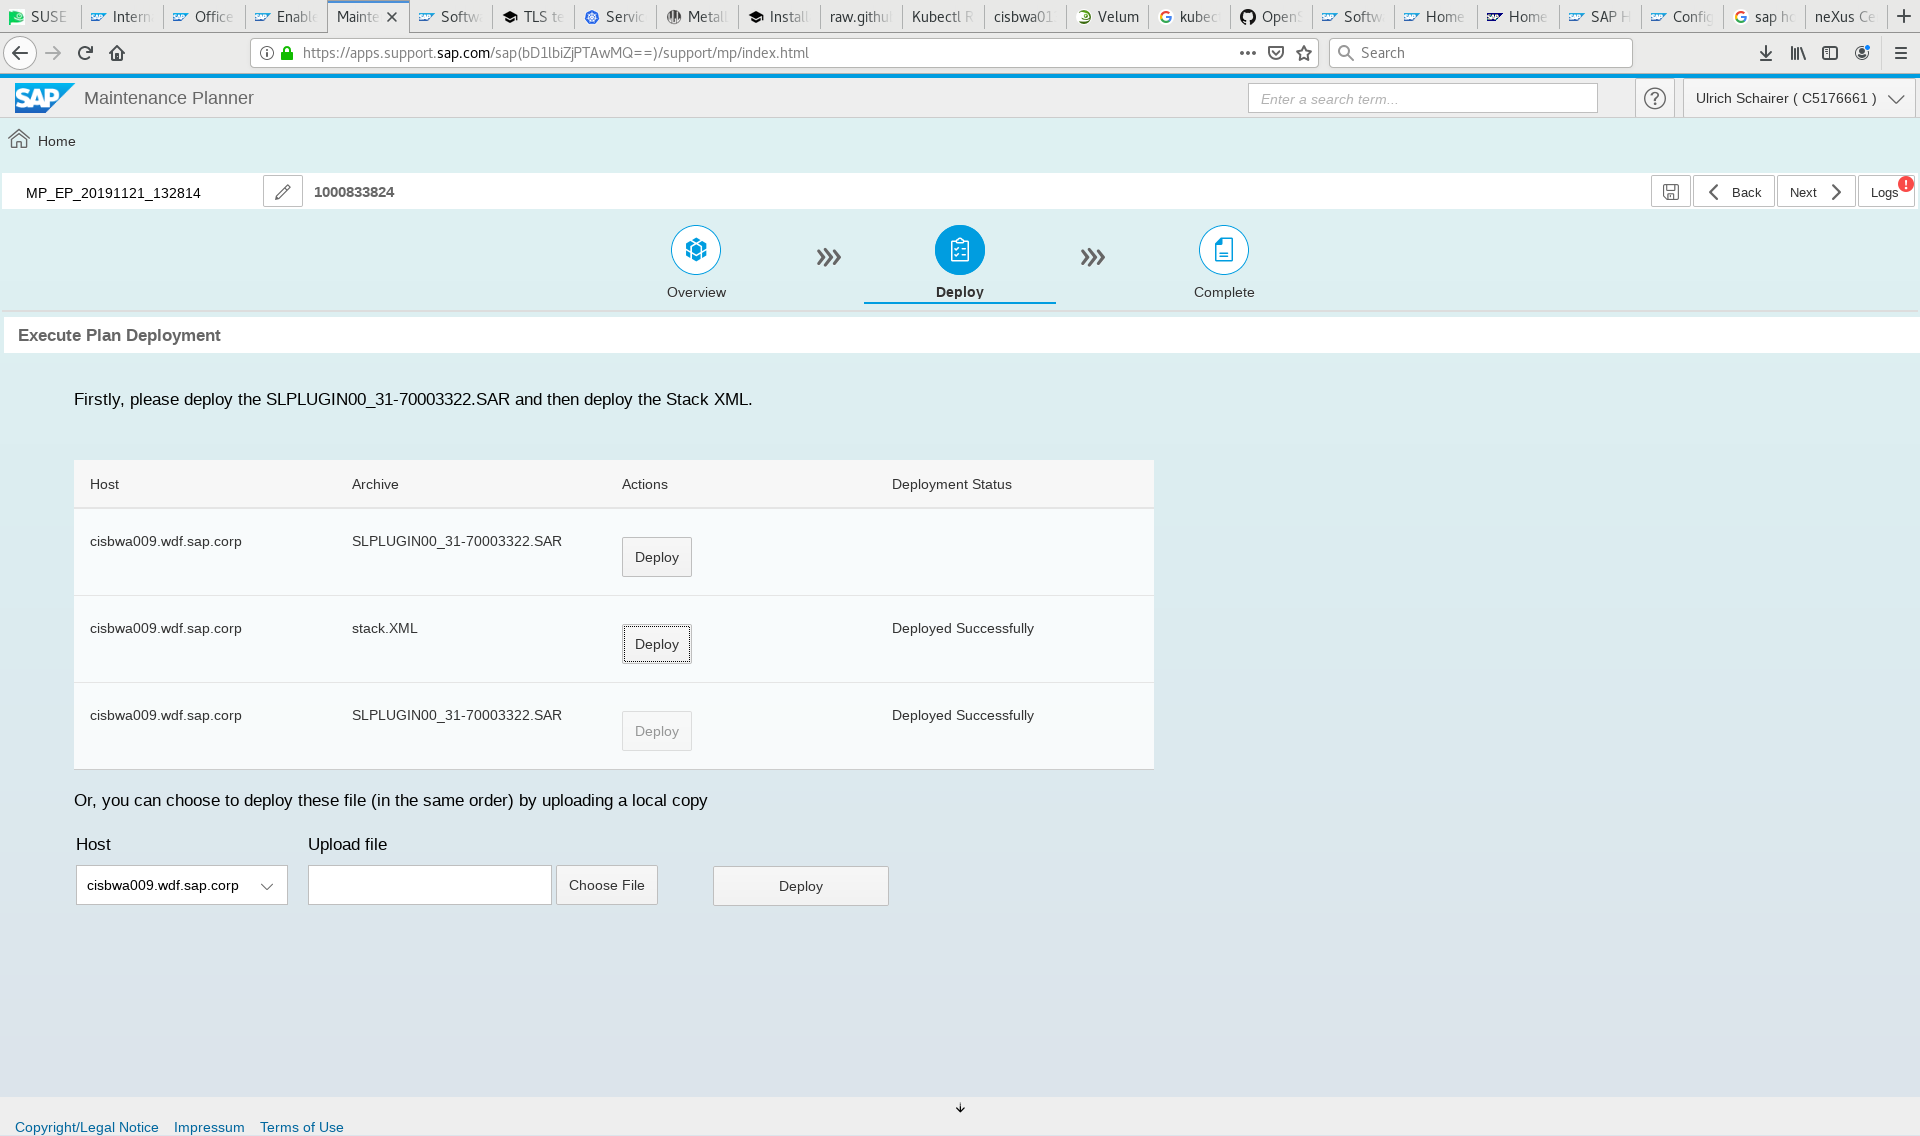 SUSE
Intern
Office
Enable
Mainte
Softwa
TLS te
Servic
Metall
Install
raw.githu
Kubectl R
cisbwa01
Velum
kubec
OpenS
Softw
Home
Home
SAP H
Config
sap ho
neXus Ce
https://apps.support.sap.com/sap(bD1lbiZjPTAwMQ==)/support/mp/index.html
Search
SAP Maintenance Planner
Enter a search term...
Ulrich Schairer ( C5176661 )
Home
MP_EP_20191121_132814
1000833824
Back
Next
Logs
Overview
Deploy
Complete
Execute Plan Deployment
Firstly, please deploy the SLPLUGIN00_31-70003322.SAR and then deploy the Stack XML.
Host Archive Actions Deployment Status
cisbwa009.wdf.sap.corp SLPLUGIN00_31-70003322.SAR Deploy
cisbwa009.wdf.sap.corp stack.XML Deploy Deployed Successfully
cisbwa009.wdf.sap.corp SLPLUGIN00_31-70003322.SAR Deploy Deployed Successfully
Or, you can choose to deploy these file (in the same order) by uploading a local copy
Host Upload file
cisbwa009.wdf.sap.corp Choose File Deploy
Copyright/Legal Notice Impressum Terms of Use